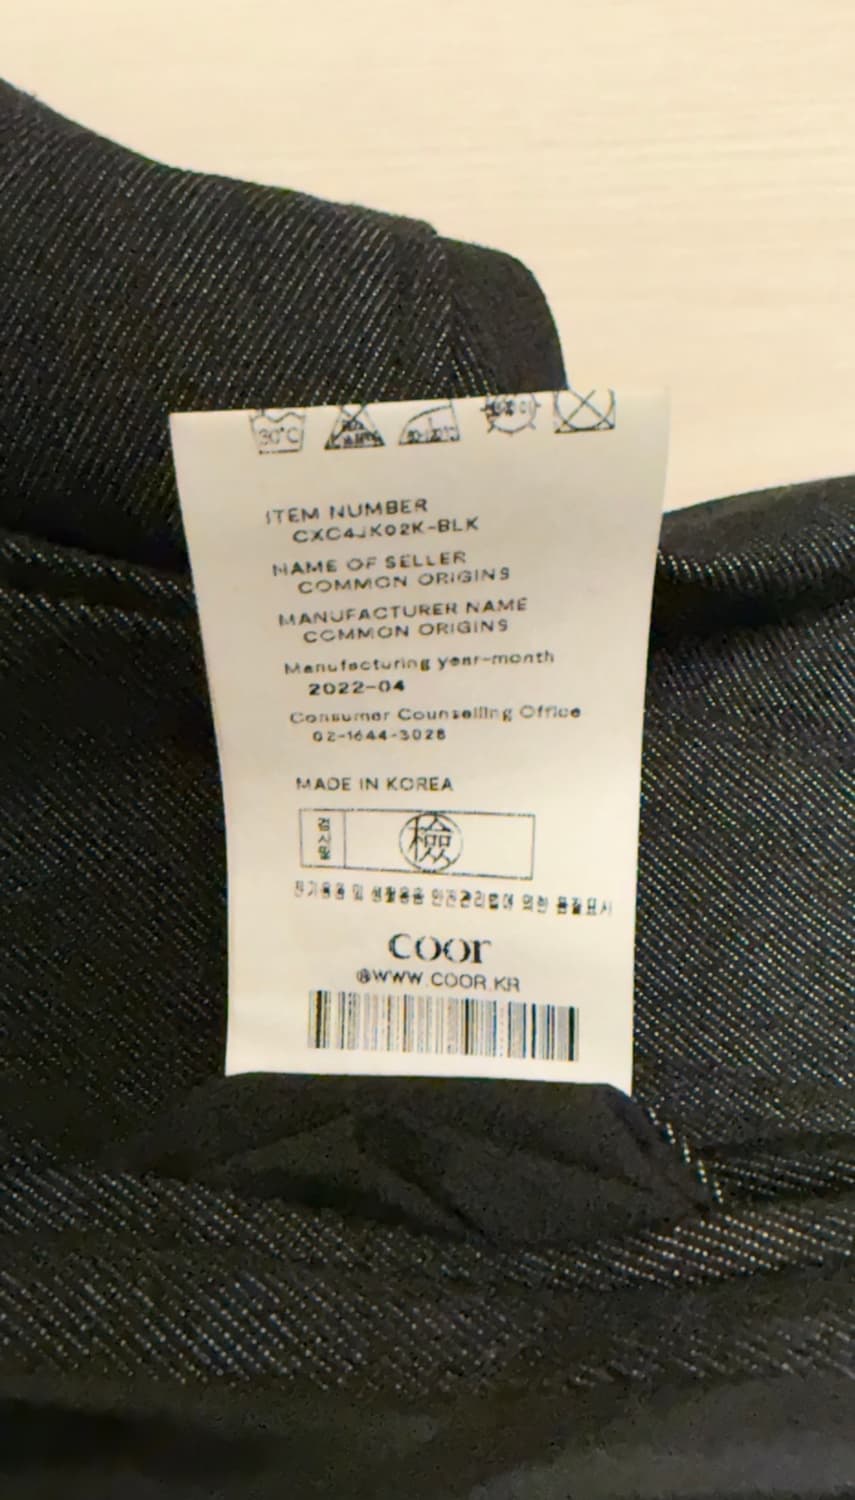 30°C
80-120°C
ITEM NUMBER
CXC4JK02K-BLK
NAME OF SELLER
COMMON ORIGINS
MANUFACTURER NAME
COMMON ORIGINS
Manufacturing year-month
2022-04
Consumer Counselling Office
02-1644-3028
MADE IN KOREA
검사필
檢
전기용품 및 생활용품 안전관리법에 의한 품질표시
coor
@WWW.COOR.KR